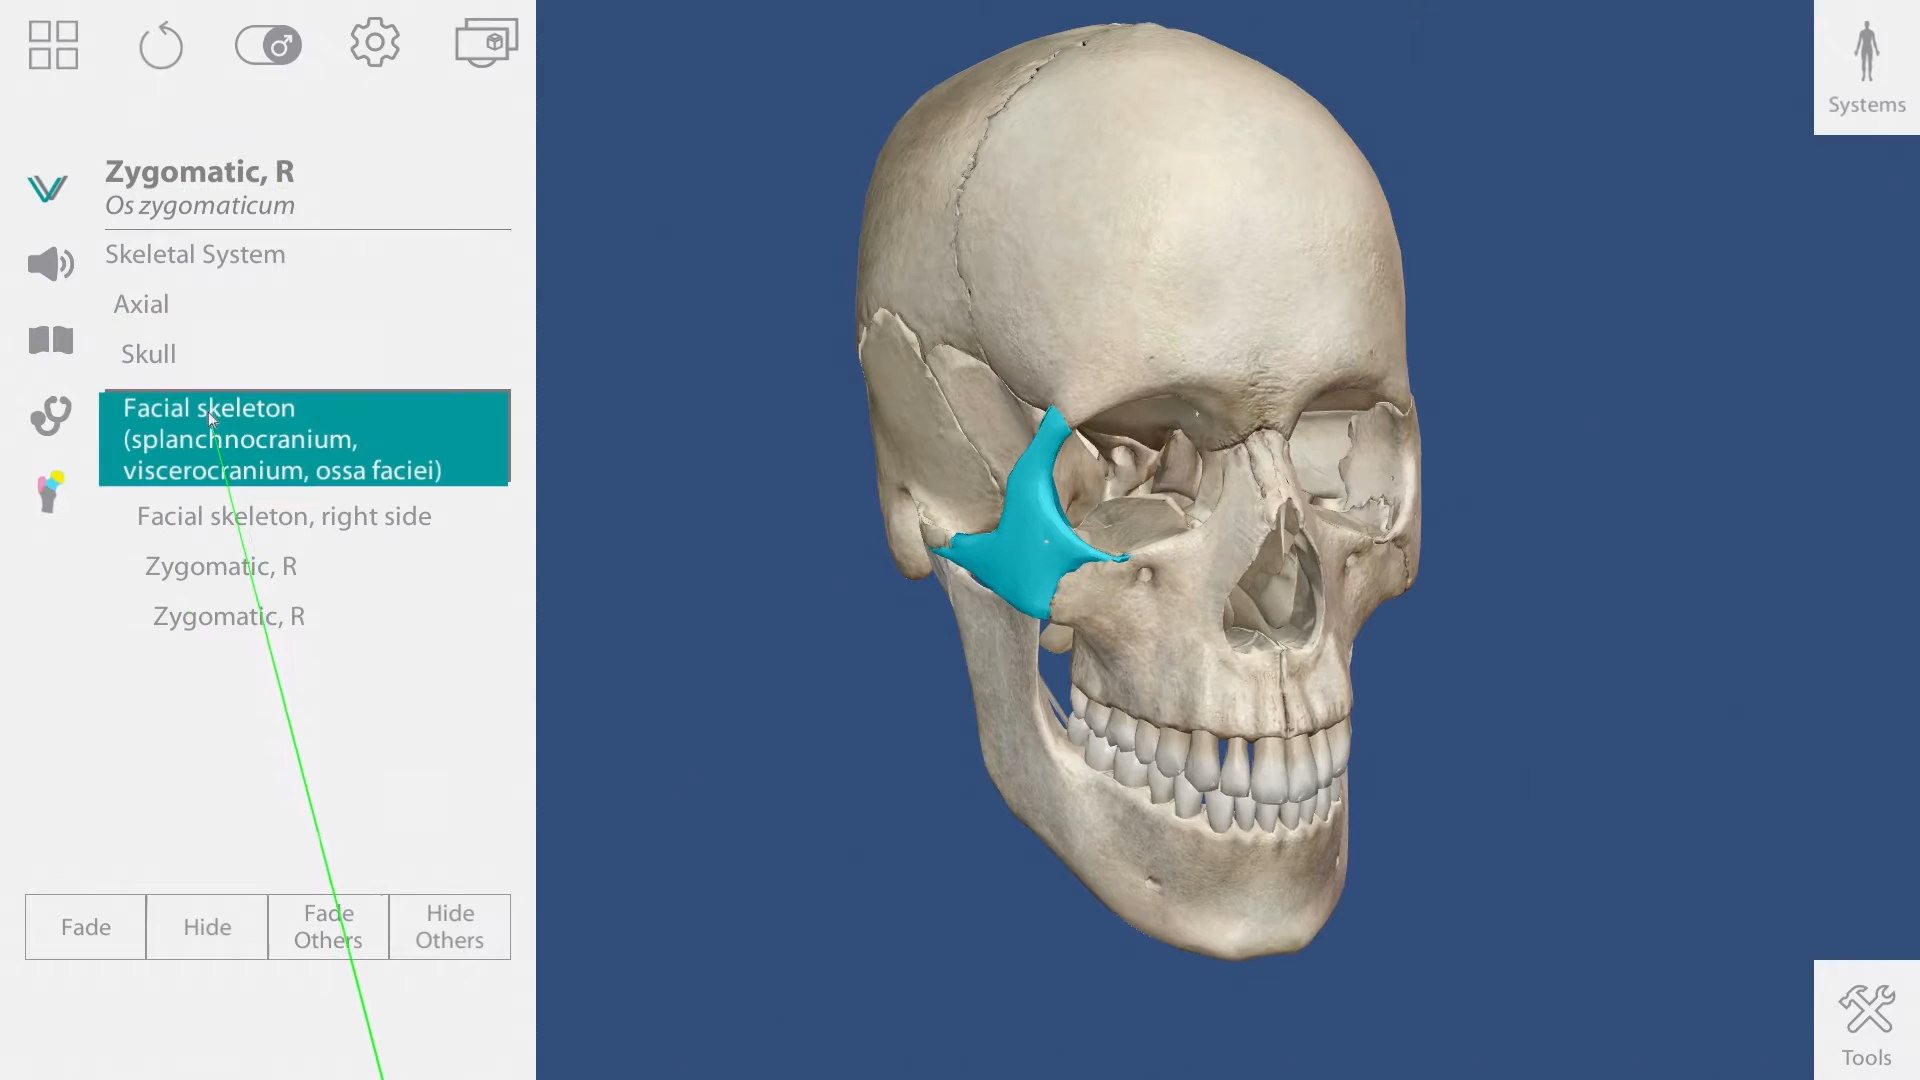 Zygomatic, R
Os zygomaticum
Skeletal System
Axial
Skull
Facial skeleton
(splanchnocranium,
viscerocranium, ossa faciei)
Facial skeleton, right side
Zygomatic, R
Zygomatic, R
Fade
Hide
Fade
Others
Hide
Others
Systems
Tools